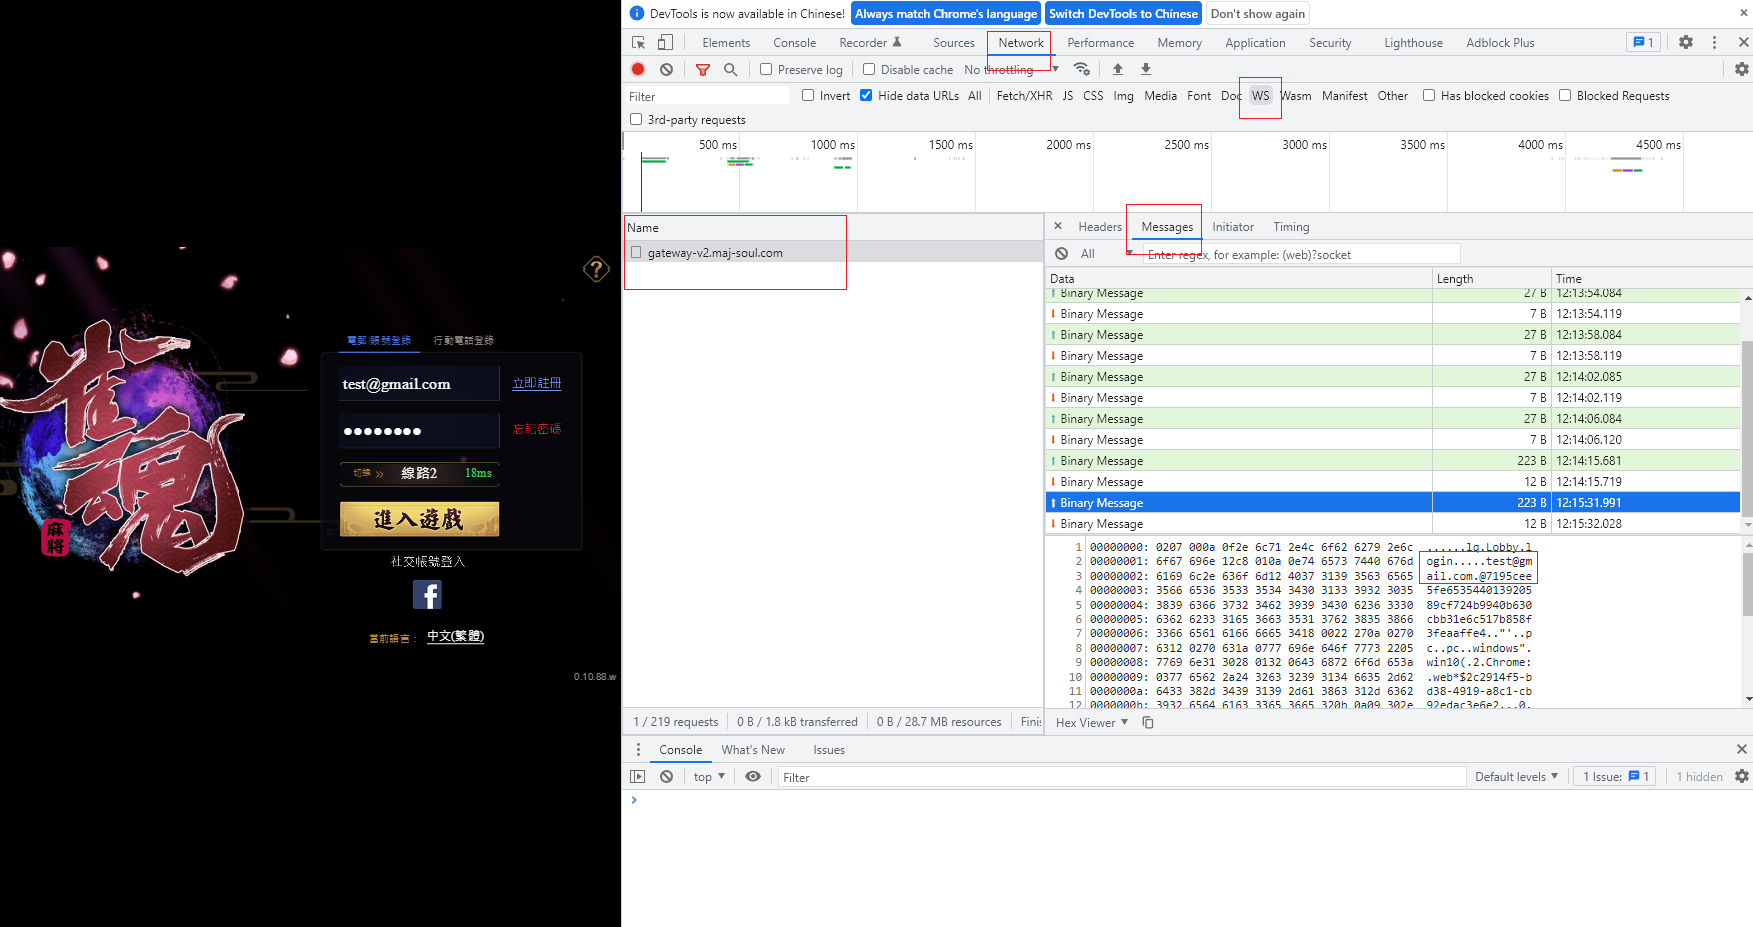 DevTools is now available in Chinese! Always match Chrome's language Switch DevTools to Chinese Don't show again
Elements Console Recorder Sources Network Performance Memory Application Security Lighthouse Adblock Plus 1
Preserve log Disable cache No throttling
Filter Invert Hide data URLs All Fetch/XHR JS CSS Img Media Font Doc WS Wasm Manifest Other Has blocked cookies Blocked Requests
3rd-party requests
500 ms 1000 ms 1500 ms 2000 ms 2500 ms 3000 ms 3500 ms 4000 ms 4500 ms
Name
gateway-v2.maj-soul.com
Headers Messages Initiator Timing
All Enter regex, for example: (web)?socket
Data Length Time
Binary Message 27 B 12:13:54.084
Binary Message 7 B 12:13:54.119
Binary Message 27 B 12:13:58.084
Binary Message 7 B 12:13:58.119
Binary Message 27 B 12:14:02.085
Binary Message 7 B 12:14:02.119
Binary Message 27 B 12:14:06.084
Binary Message 7 B 12:14:06.120
Binary Message 223 B 12:14:15.681
Binary Message 12 B 12:14:15.719
Binary Message 223 B 12:15:31.991
Binary Message 12 B 12:15:32.028
1 00000000: 0207 000a 0f2e 6c71 2e4c 6f62 6279 2e6c ......lq.Lobby.l
2 00000001: 6f67 696e 12c8 010a 0e74 6573 7440 676d ogin.....test@gm
3 00000002: 6169 6c2e 636f 6d12 4037 3139 3563 6565 ail.com.@7195cee
4 00000003: 3566 6536 3533 3534 3430 3133 3932 3035 5fe6535440139205
5 00000004: 3839 6366 3732 3462 3939 3430 6236 3330 89cf724b9940b630
6 00000005: 6362 6233 3165 3663 3531 3762 3835 3866 cbb31e6c517b858f
7 00000006: 3366 6561 6166 6665 3418 0022 270a 0270 3feaaffe4.."'..p
8 00000007: 6312 0270 631a 0777 696e 646f 7773 2205 c..pc..windows".
9 00000008: 7769 6e31 3028 0132 0643 6872 6f6d 653a win10(.2.Chrome:
10 00000009: 0377 6562 2a24 3263 3239 3134 6635 2d62 .web*$2c2914f5-b
11 0000000a: 6433 382d 3439 3139 2d61 3863 312d 6362 d38-4919-a8c1-cb
12 0000000b: 3932 6564 6163 3365 3665 320b 0a09 302e 92edac3e6e2...0.
1 / 219 requests 0 B / 1.8 kB transferred 0 B / 28.7 MB resources Finis
Hex Viewer
Console What's New Issues
top Filter Default levels 1 Issue: 1 1 hidden
雀魂
麻將
?
電郵/賬號登錄 行動電話登錄
test@gmail.com 立即註冊
●●●●●●●● 忘記密碼
切換 >> 線路2 18ms
進入遊戲
社交帳號登入
f
當前語言： 中文(繁體)
0.10.88.w